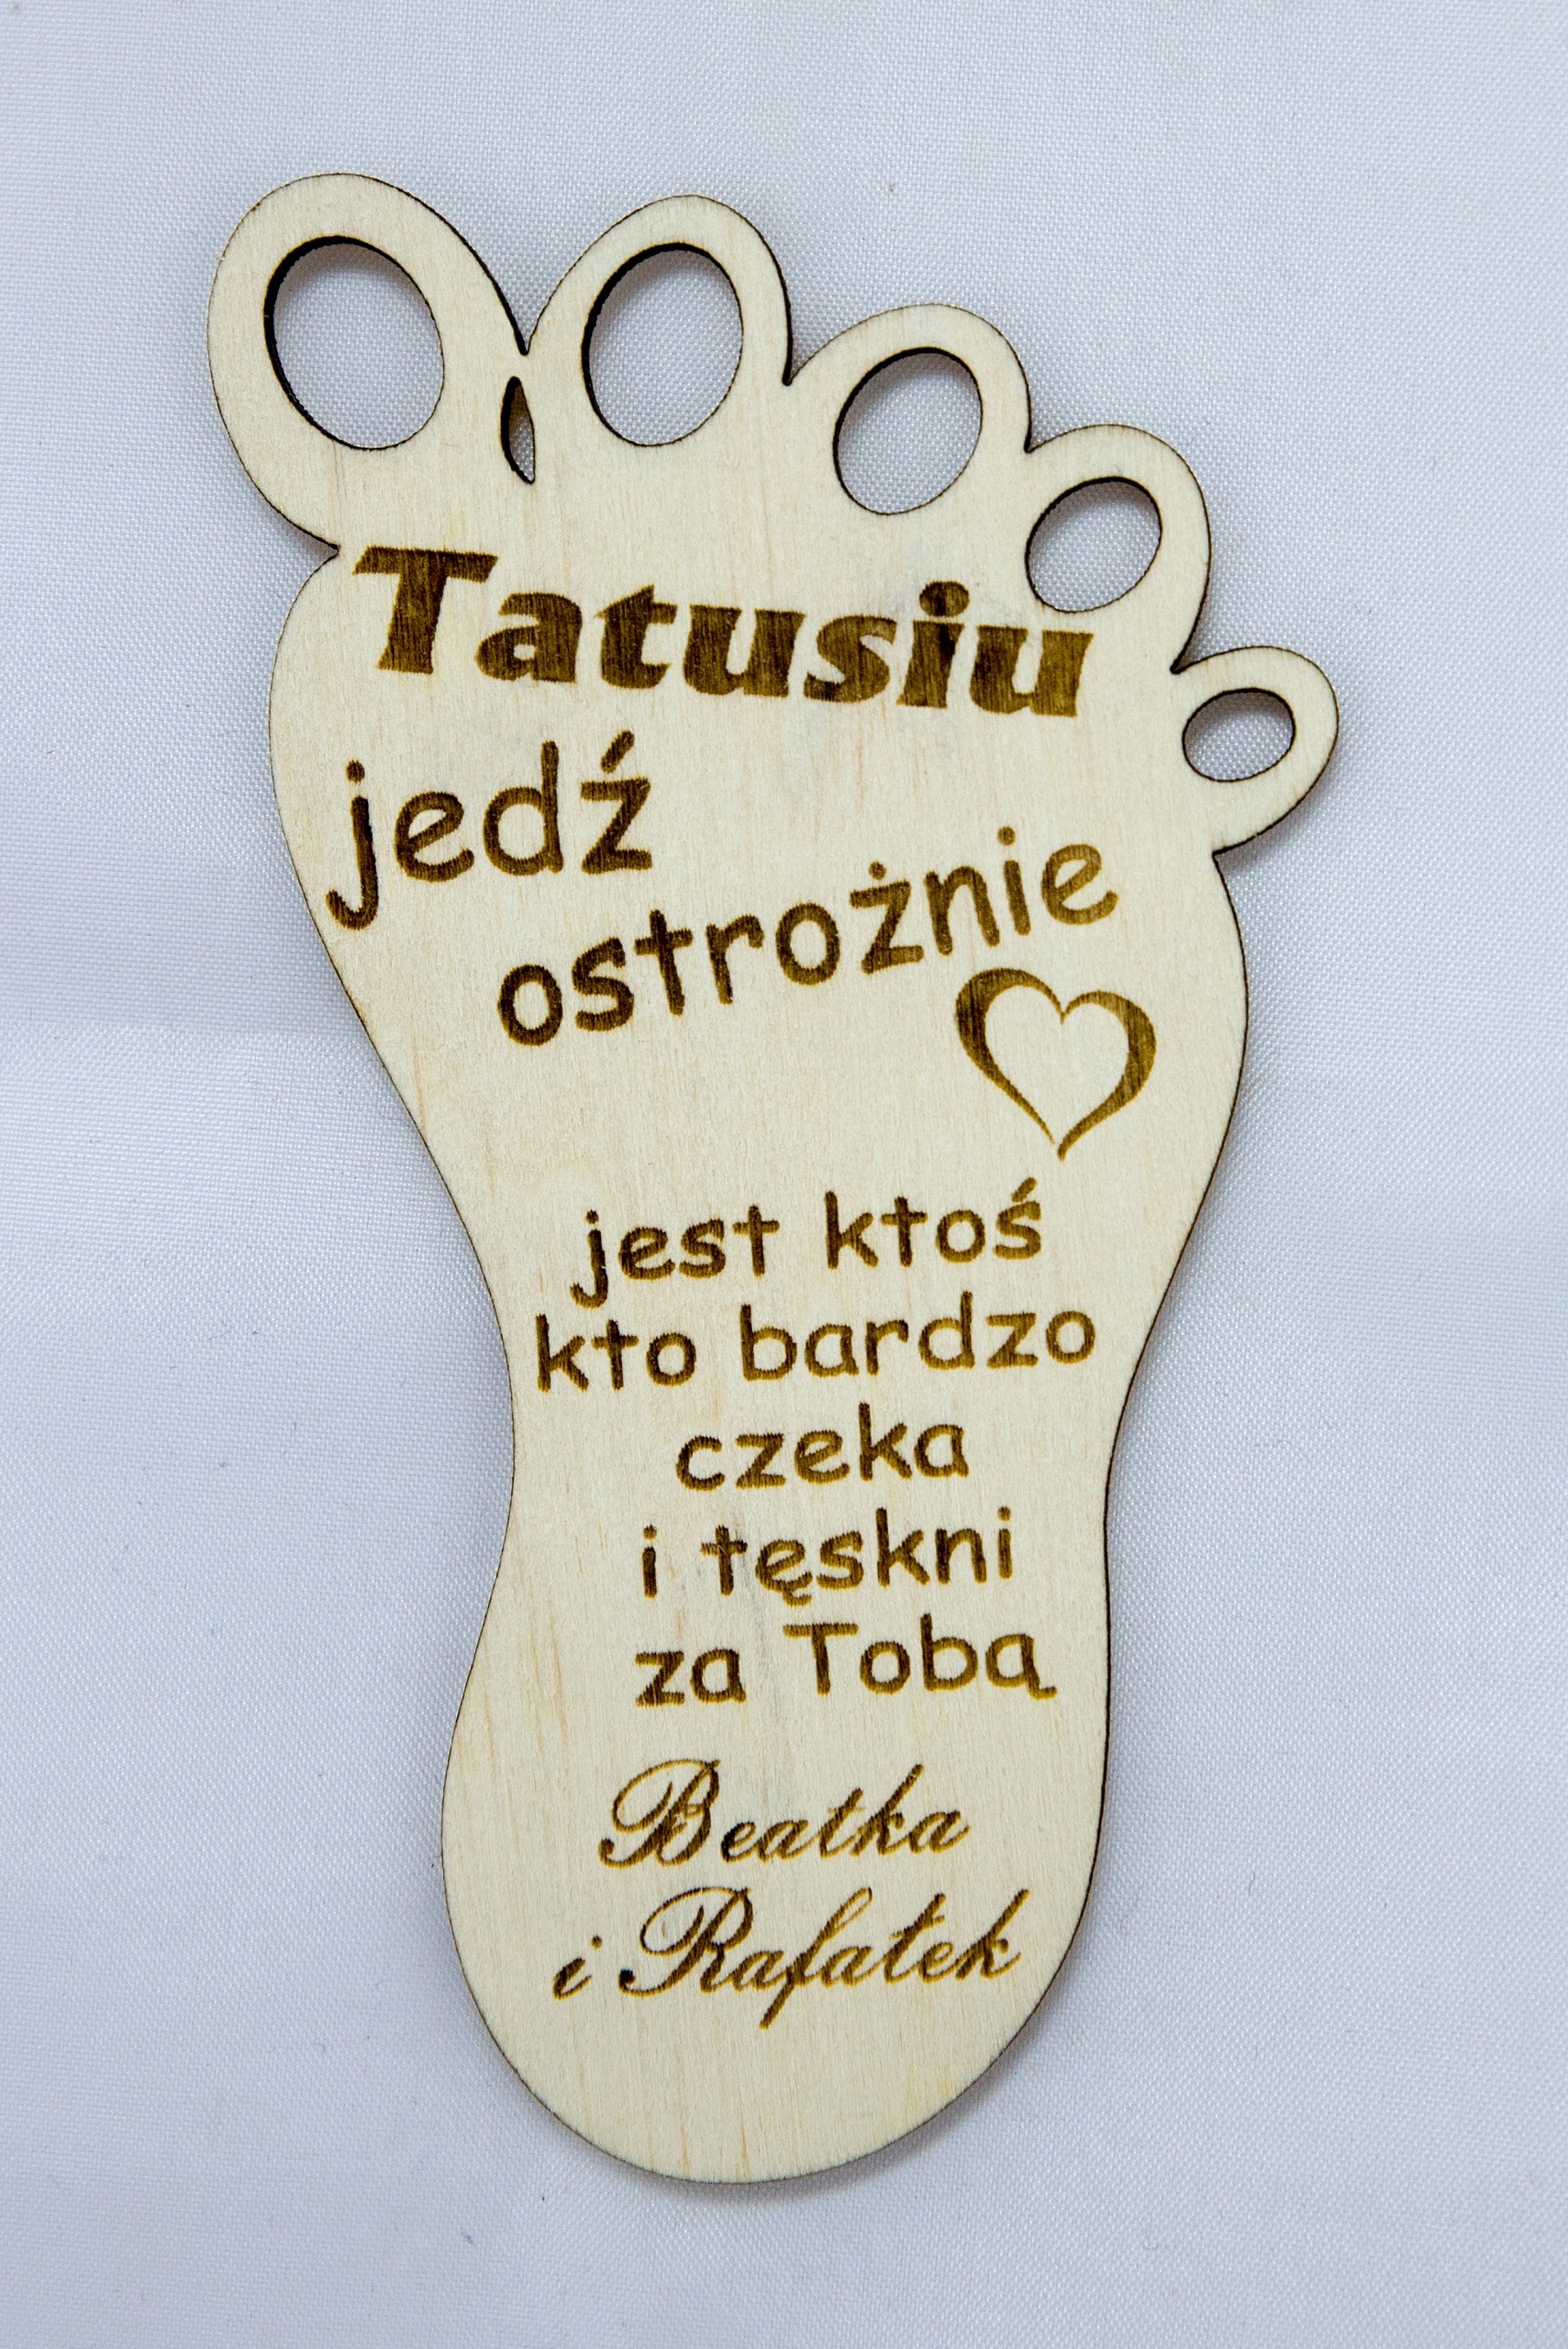 Tatusiu
jedź
ostrożnie
jest ktoś
kto bardzo
czeka
i tęskni
za Tobą
Beatka
i Rafałek